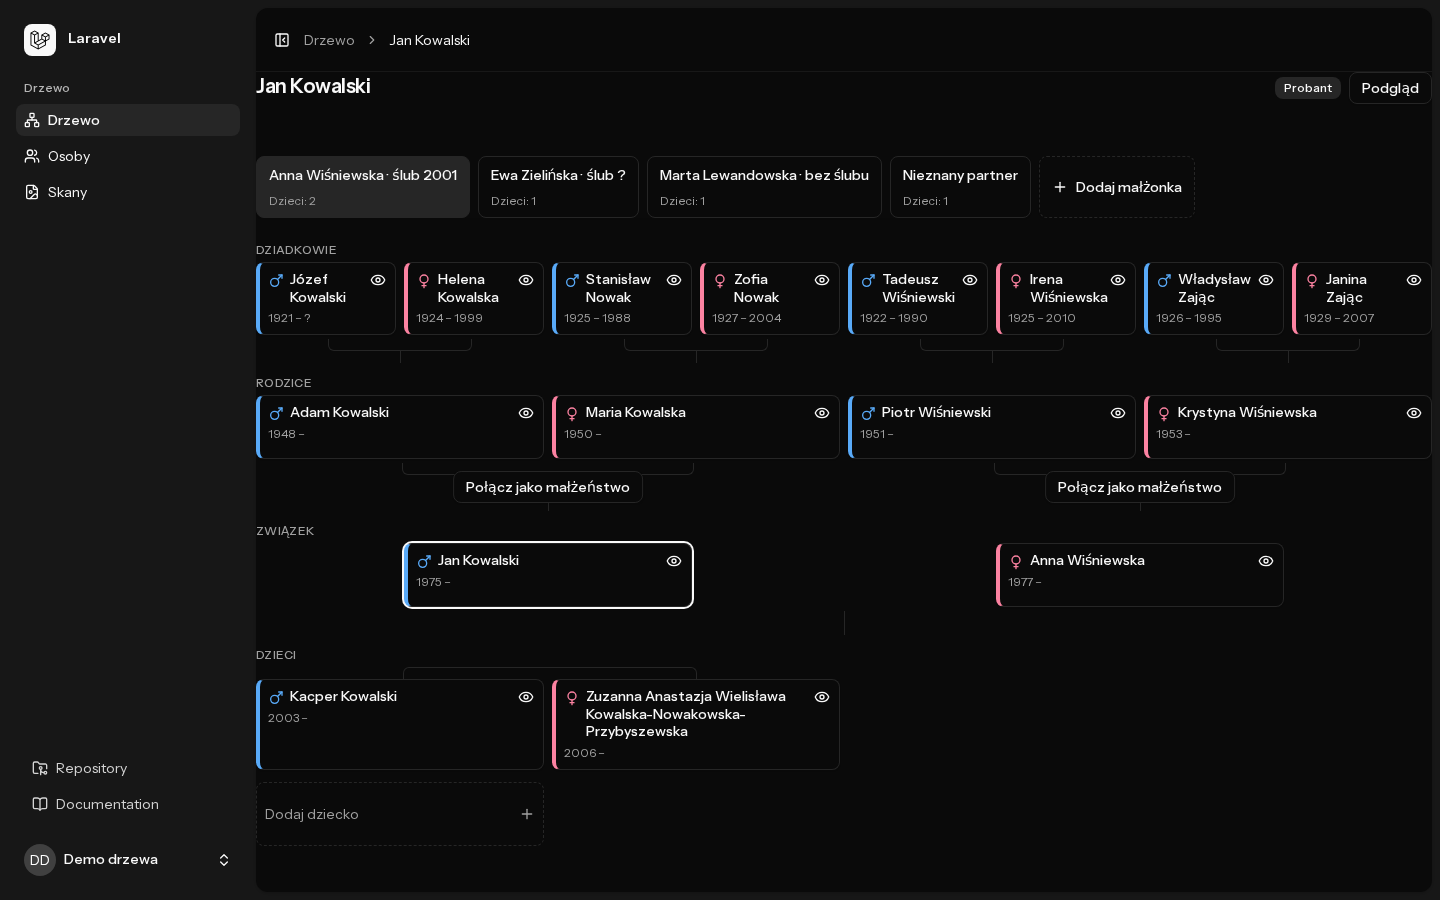 Laravel
Drzewo
Jan Kowalski
Drzewo
Drzewo
Osoby
Skany
Jan Kowalski
Probant
Podgląd
Anna Wiśniewska · ślub 2001
Dzieci: 2
Ewa Zielińska · ślub ?
Dzieci: 1
Marta Lewandowska · bez ślubu
Dzieci: 1
Nieznany partner
Dzieci: 1
Dodaj małżonka
DZIADKOWIE
Józef
Kowalski
1921 – ?
Helena
Kowalska
1924 – 1999
Stanisław
Nowak
1925 – 1988
Zofia
Nowak
1927 – 2004
Tadeusz
Wiśniewski
1922 – 1990
Irena
Wiśniewska
1925 – 2010
Władysław
Zając
1926 – 1995
Janina
Zając
1929 – 2007
RODZICE
Adam Kowalski
1948 –
Maria Kowalska
1950 –
Piotr Wiśniewski
1951 –
Krystyna Wiśniewska
1953 –
Połącz jako małżeństwo
Połącz jako małżeństwo
ZWIĄZEK
Jan Kowalski
1975 –
Anna Wiśniewska
1977 –
DZIECI
Kacper Kowalski
2003 –
Zuzanna Anastazja Wielisława
Kowalska-Nowakowska-
Przybyszewska
2006 –
Dodaj dziecko
Repository
Documentation
DD
Demo drzewa